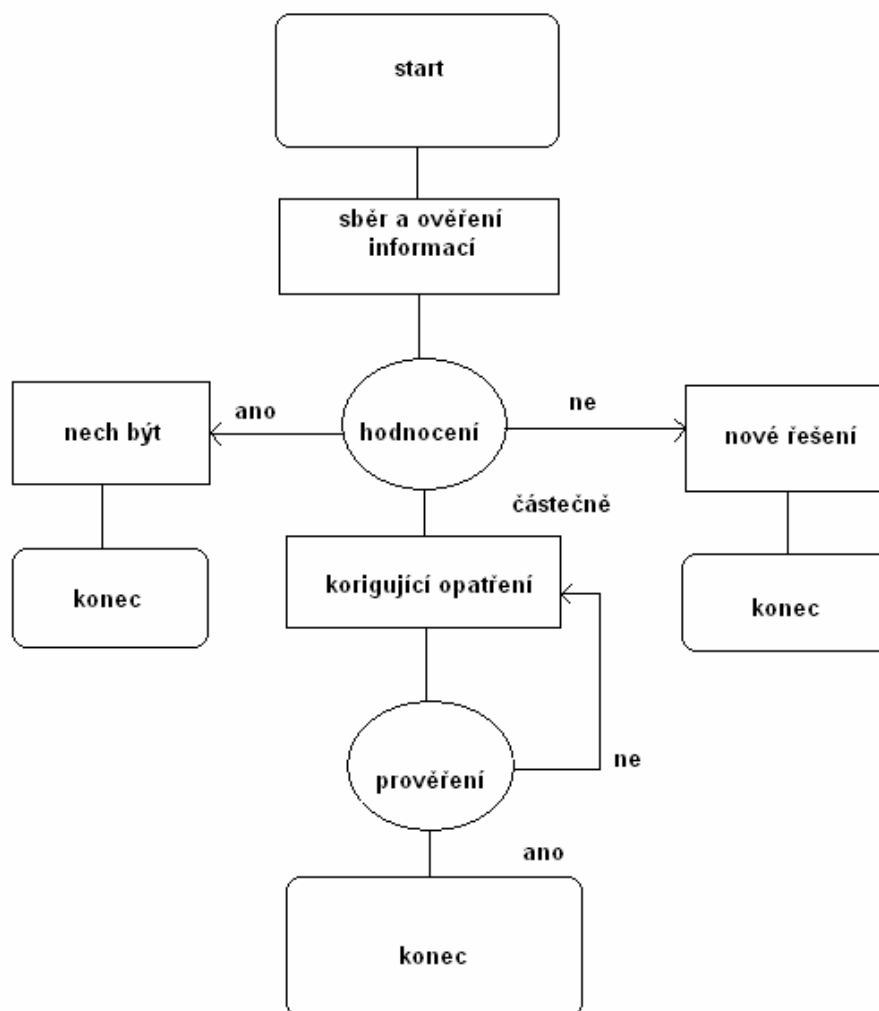 start
sběr a ověření
informací
ano
ne
nech být
hodnocení
nové řešení
částečně
konec
korigující opatření
konec
prověření
ne
ano
konec